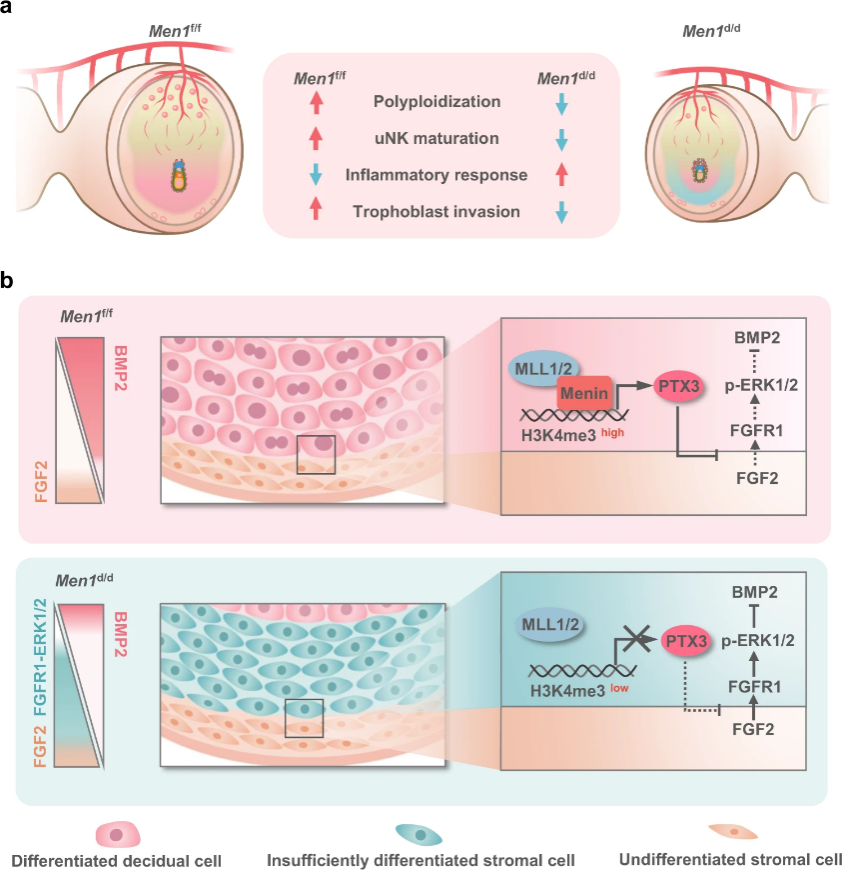 a
Men1f/f
Men1d/d
Men1f/f
Men1d/d
Polyploidization
uNK maturation
Inflammatory response
Trophoblast invasion
b
Men1f/f
BMP2
FGF2
MLL1/2
Menin
PTX3
H3K4me3 high
BMP2
p-ERK1/2
FGFR1
FGF2
Men1d/d
BMP2
FGF2 FGFR1-ERK1/2
MLL1/2
PTX3
H3K4me3 low
BMP2
p-ERK1/2
FGFR1
FGF2
Differentiated decidual cell
Insufficiently differentiated stromal cell
Undifferentiated stromal cell